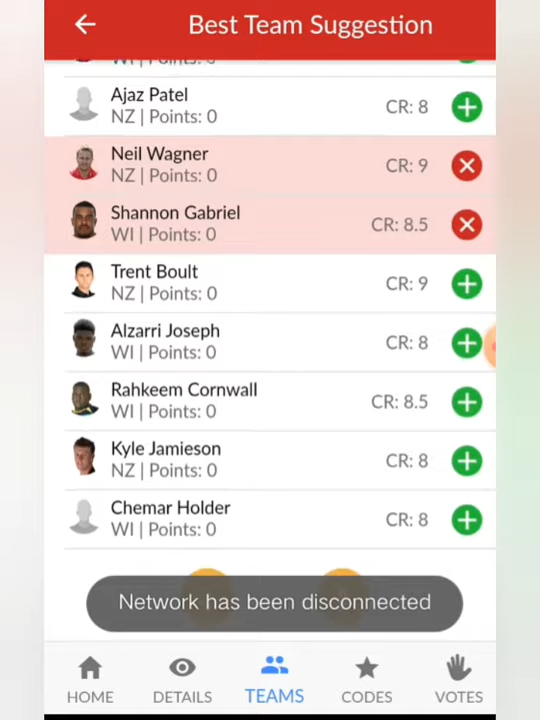 Best Team Suggestion
WI | Points: 0
Ajaz Patel
NZ | Points: 0
CR: 8
Neil Wagner
NZ | Points: 0
CR: 9
Shannon Gabriel
WI | Points: 0
CR: 8.5
Trent Boult
NZ | Points: 0
CR: 9
Alzarri Joseph
WI | Points: 0
CR: 8
Rahkeem Cornwall
WI | Points: 0
CR: 8.5
Kyle Jamieson
NZ | Points: 0
CR: 8
Chemar Holder
WI | Points: 0
CR: 8
Network has been disconnected
HOME
DETAILS
TEAMS
CODES
VOTES